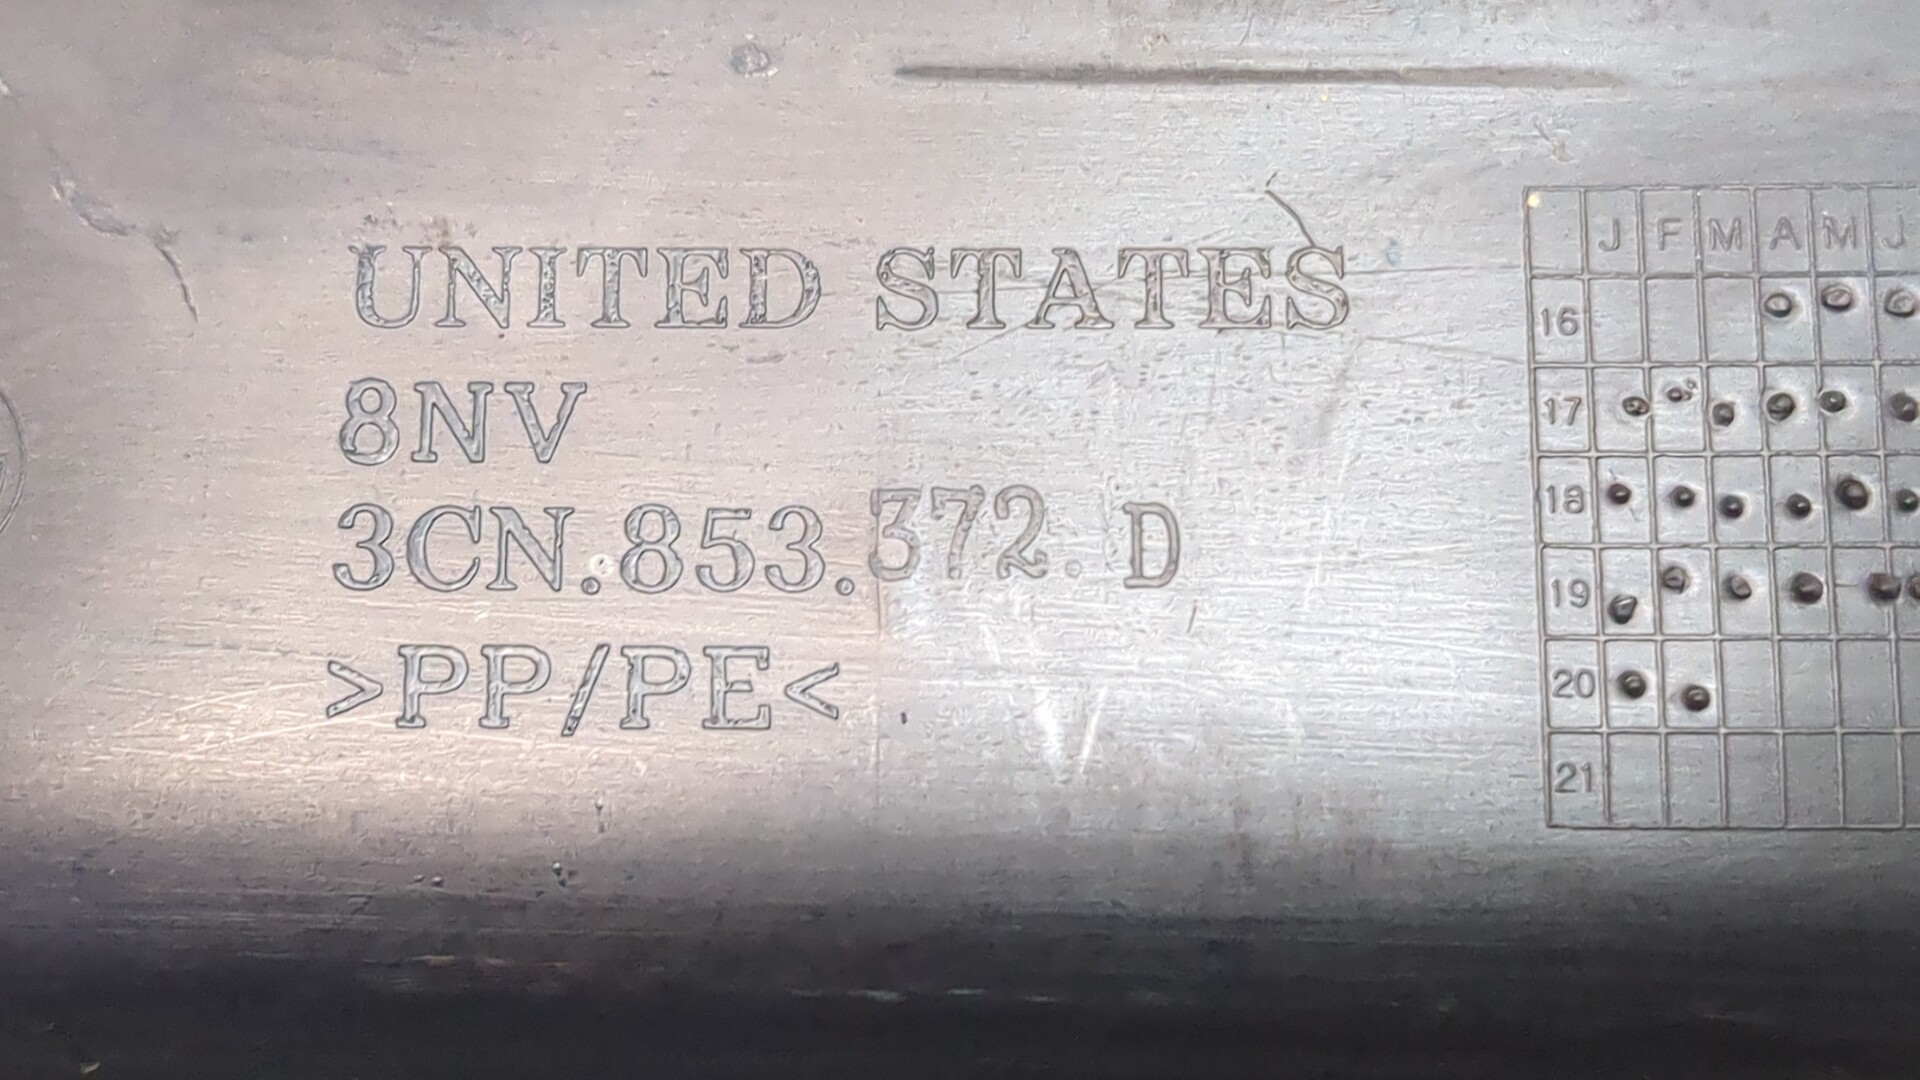 UNITED STATES
8NV
3CN.853.372. D
>PP/PE<
J F M A M J
16
17
18
19
20
21